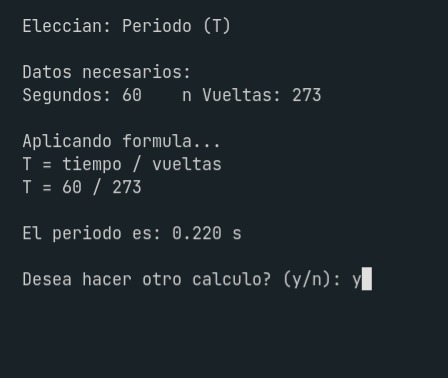 Eleccian: Periodo (T)
Datos necesarios:
Segundos: 60    n Vueltas: 273
Aplicando formula...
T = tiempo / vueltas
T = 60 / 273
El periodo es: 0.220 s
Desea hacer otro calculo? (y/n): y